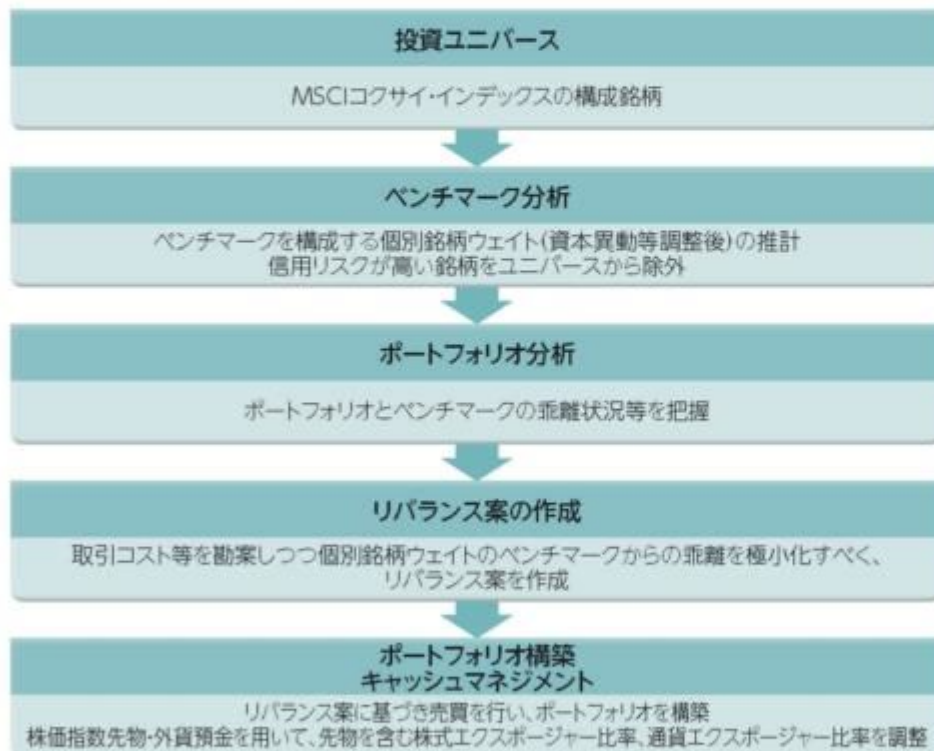 投資ユニバース
MSCIコクサイ・インデックスの構成銘柄
ベンチマーク分析
ベンチマークを構成する個別銘柄ウェイト(資本異動等調整後)の推計
信用リスクが高い銘柄をユニバースから除外
ポートフォリオ分析
ポートフォリオとベンチマークの乖離状況等を把握
リバランス案の作成
取引コスト等を勘案しつつ個別銘柄ウェイトのベンチマークからの乖離を極小化すべく、
リバランス案を作成
ポートフォリオ構築
キャッシュマネジメント
リバランス案に基づき売買を行い、ポートフォリオを構築
株価指数先物・外貨預金を用いて、先物を含む株式エクスポージャー比率、通貨エクスポージャー比率を調整